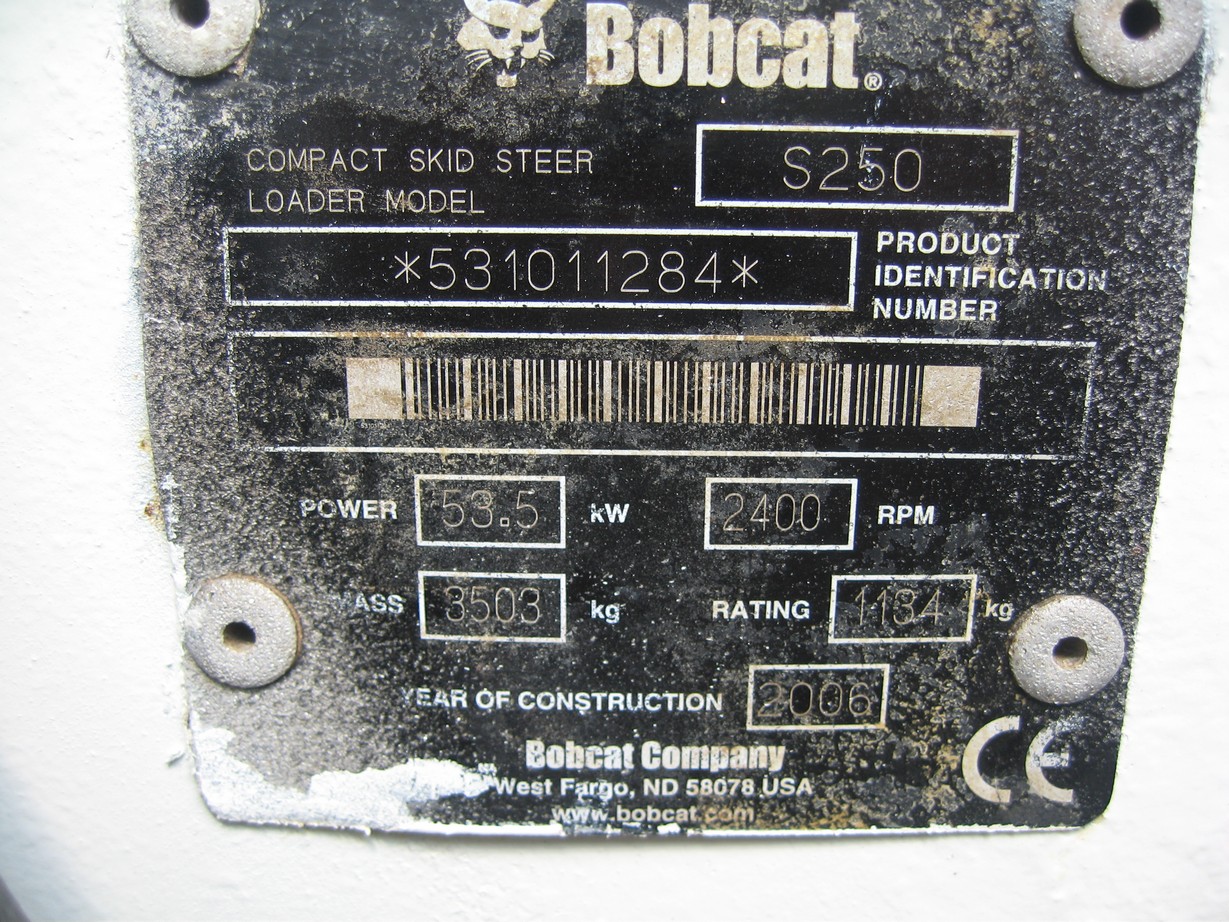 Bobcat®
COMPACT SKID STEER
LOADER MODEL
S250
*531011284*
PRODUCT
IDENTIFICATION
NUMBER
POWER 53.5 kW 2400 RPM
MASS 3503 kg RATING 1134 kg
YEAR OF CONSTRUCTION 2006
Bobcat Company
West Fargo, ND 58078 USA
www.bobcat.com
CE